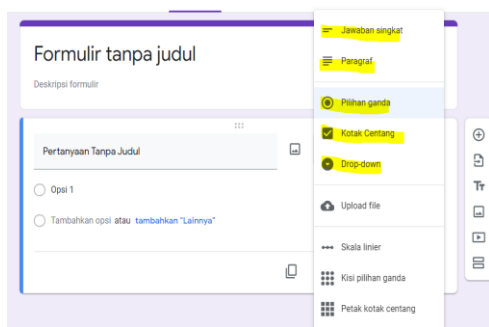 Formulir tanpa judul
Deskripsi formulir
Pertanyaan Tanpa Judul
Opsi 1
Tambahkan opsi atau tambahkan "Lainnya"
Jawaban singkat
Paragraf
Pilihan ganda
Kotak Centang
Drop-down
Upload file
Skala linier
Kisi pilihan ganda
Petak kotak centang
Tт